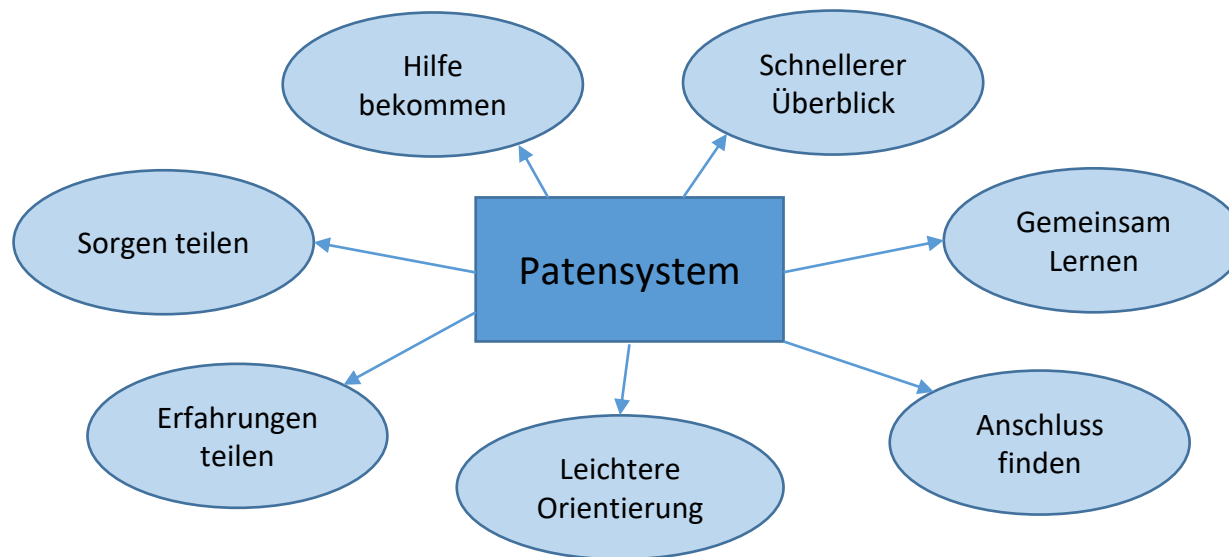 Hilfe
bekommen
Schnellerer
Überblick
Sorgen teilen
Patensystem
Gemeinsam
Lernen
Erfahrungen
teilen
Leichtere
Orientierung
Anschluss
finden